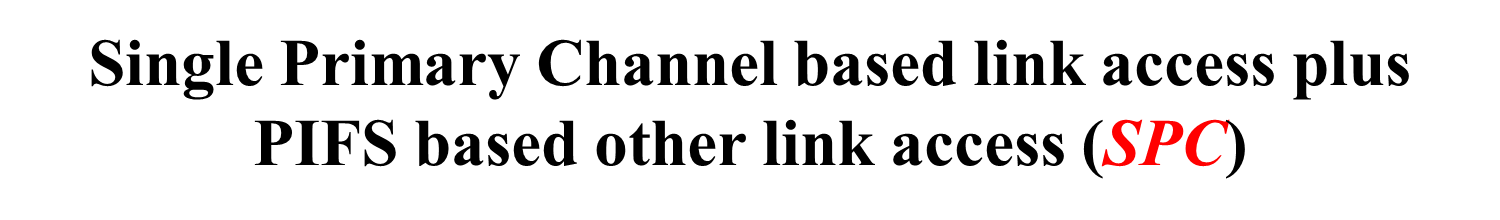 Single Primary Channel based link access plus
PIFS based other link access (SPC)